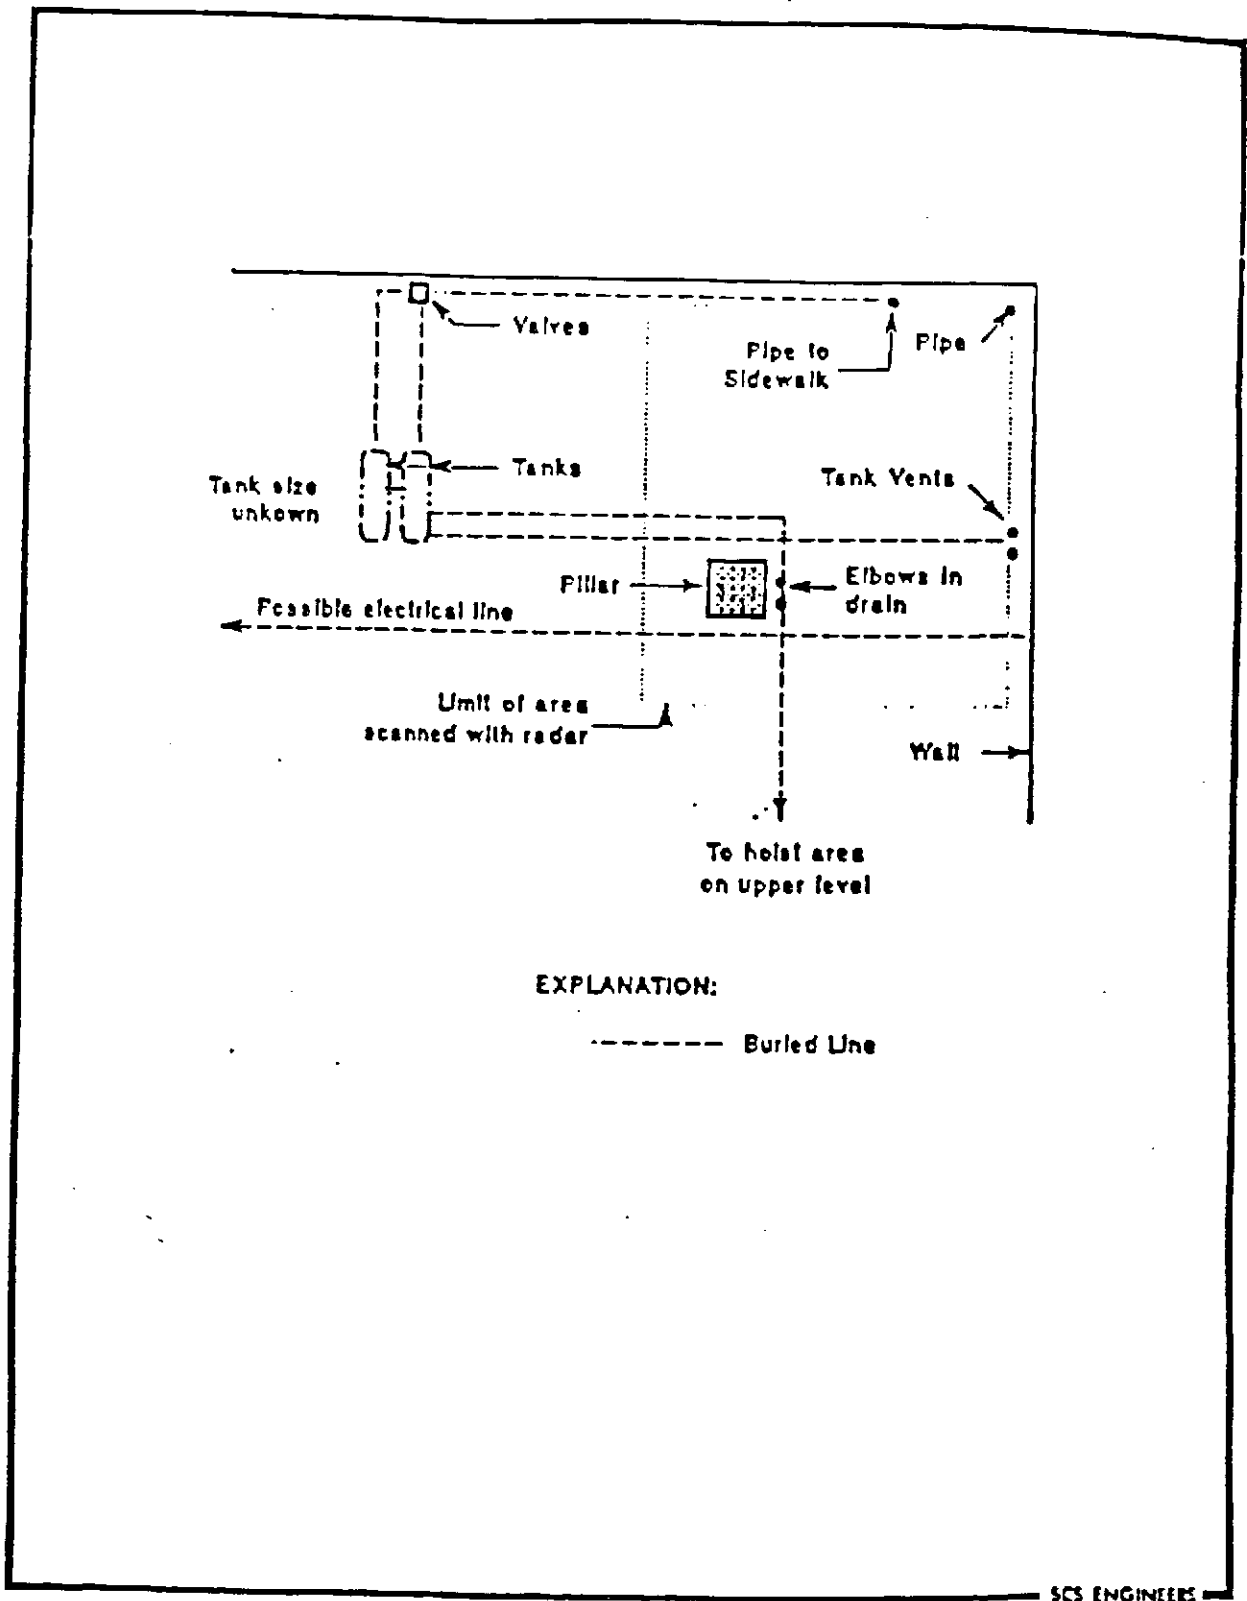 Valves
Pipe to
Sidewalk
Pipe
Tanks
Tank size
unkown
Tank Vents
Pillar
Elbows in
drain
Possible electrical line
Limit of area
scanned with radar
Wall
To hoist area
on upper level
EXPLANATION:
Buried Line
SCS ENGINEERS